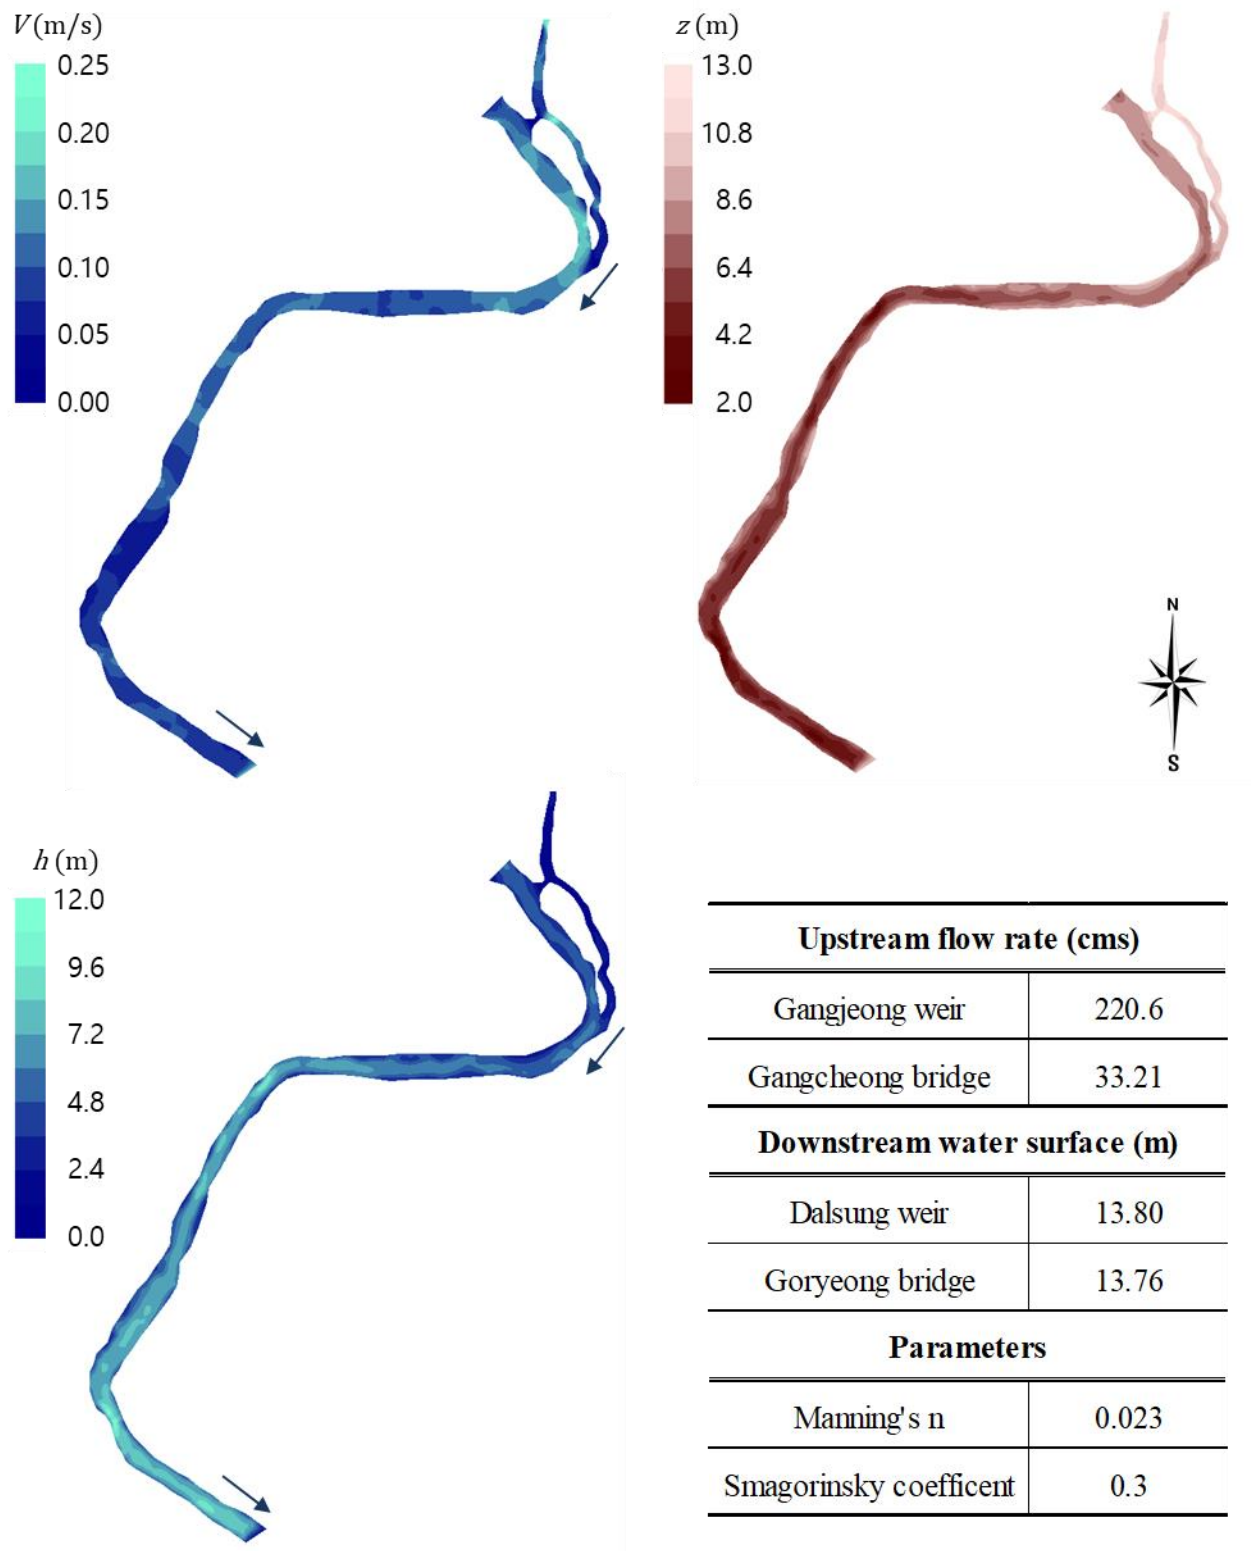 V (m/s)
0.25
0.20
0.15
0.10
0.05
0.00
z (m)
13.0
10.8
8.6
6.4
4.2
2.0
N
S
h (m)
12.0
9.6
7.2
4.8
2.4
0.0
Upstream flow rate (cms)
Gangjeong weir 220.6
Gangcheong bridge 33.21
Downstream water surface (m)
Dalsung weir 13.80
Goryeong bridge 13.76
Parameters
Manning's n 0.023
Smagorinsky coefficent 0.3